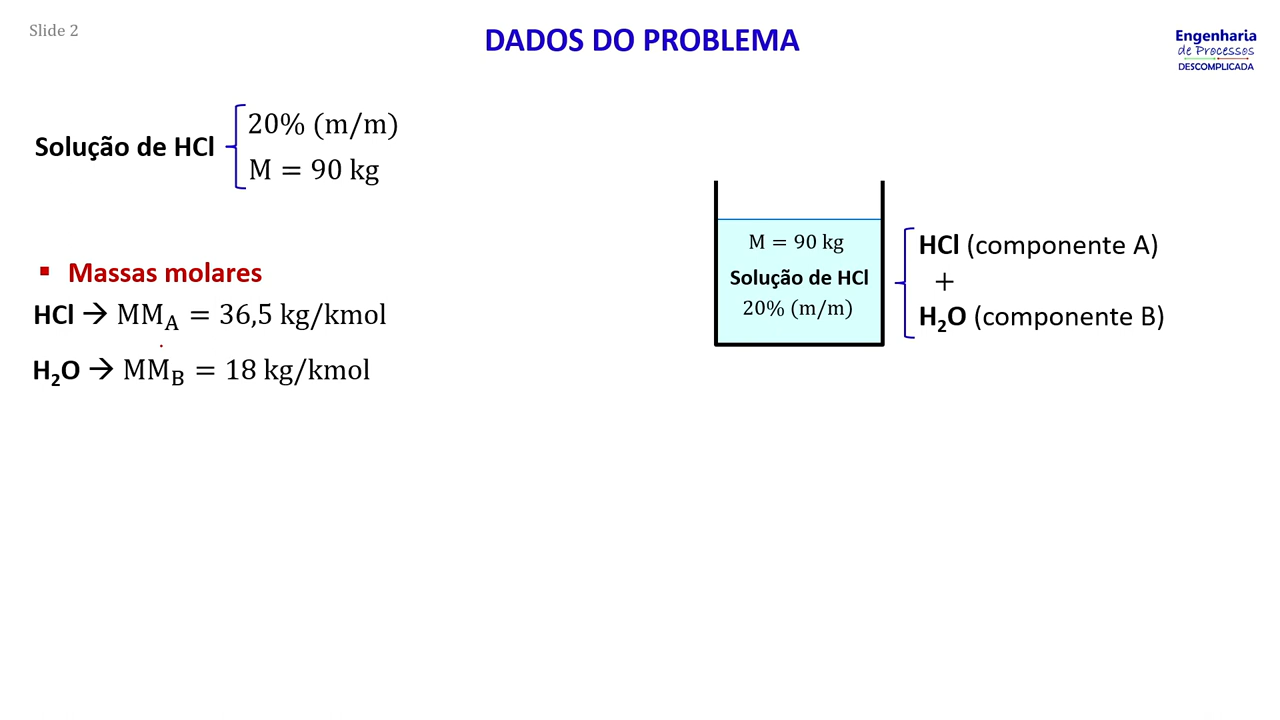 Slide 2
DADOS DO PROBLEMA
Engenharia
de Processos
DESCOMPLICADA
Solução de HCl
20% (m/m)
M = 90 kg
▪ Massas molares
HCl → MM_A = 36,5 kg/kmol
H₂O → MM_B = 18 kg/kmol
M = 90 kg
Solução de HCl
20% (m/m)
HCl (componente A)
+
H₂O (componente B)